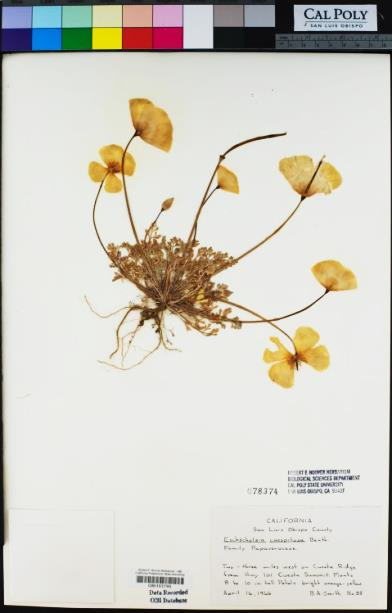 CAL POLY
SAN LUIS OBISPO
078374
ROBERT F. HOOVER HERBARIUM
BIOLOGICAL SCIENCES DEPARTMENT
CAL POLY STATE UNIVERSITY
SAN LUIS OBISPO, CA 93407
CALIFORNIA
San Luis Obispo County
Eschscholzia caespitosa Benth.
Family Papaveraceae
Two - three miles west on Cuesta Ridge
from Hwy 101 Cuesta Summit. Plants
8 to 10 in tall Petals bright orange-yellow
April 16, 1966 B A Smith No. 38
Data Recorded
OBI Database